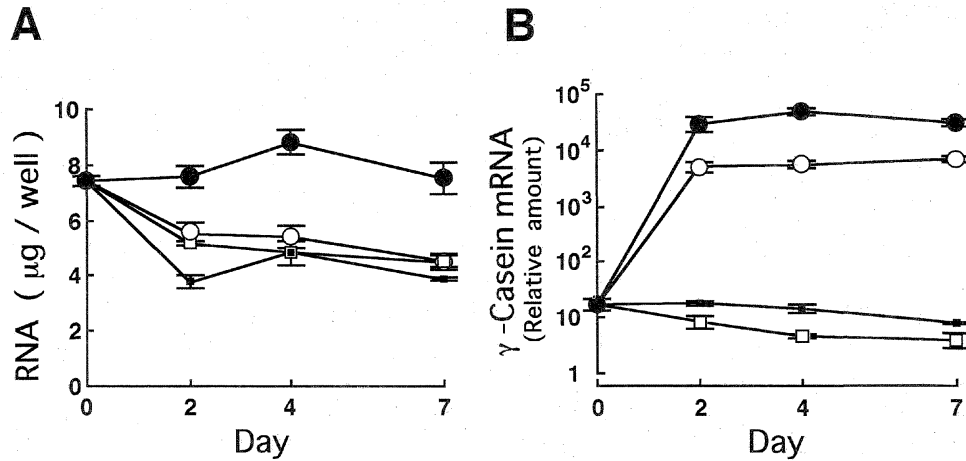 A
RNA ( μg / well )
10
8
6
4
2
0
0 2 4 7
Day
B
γ-Casein mRNA
(Relative amount)
10⁵
10⁴
10³
10²
10
1
0 2 4 7
Day